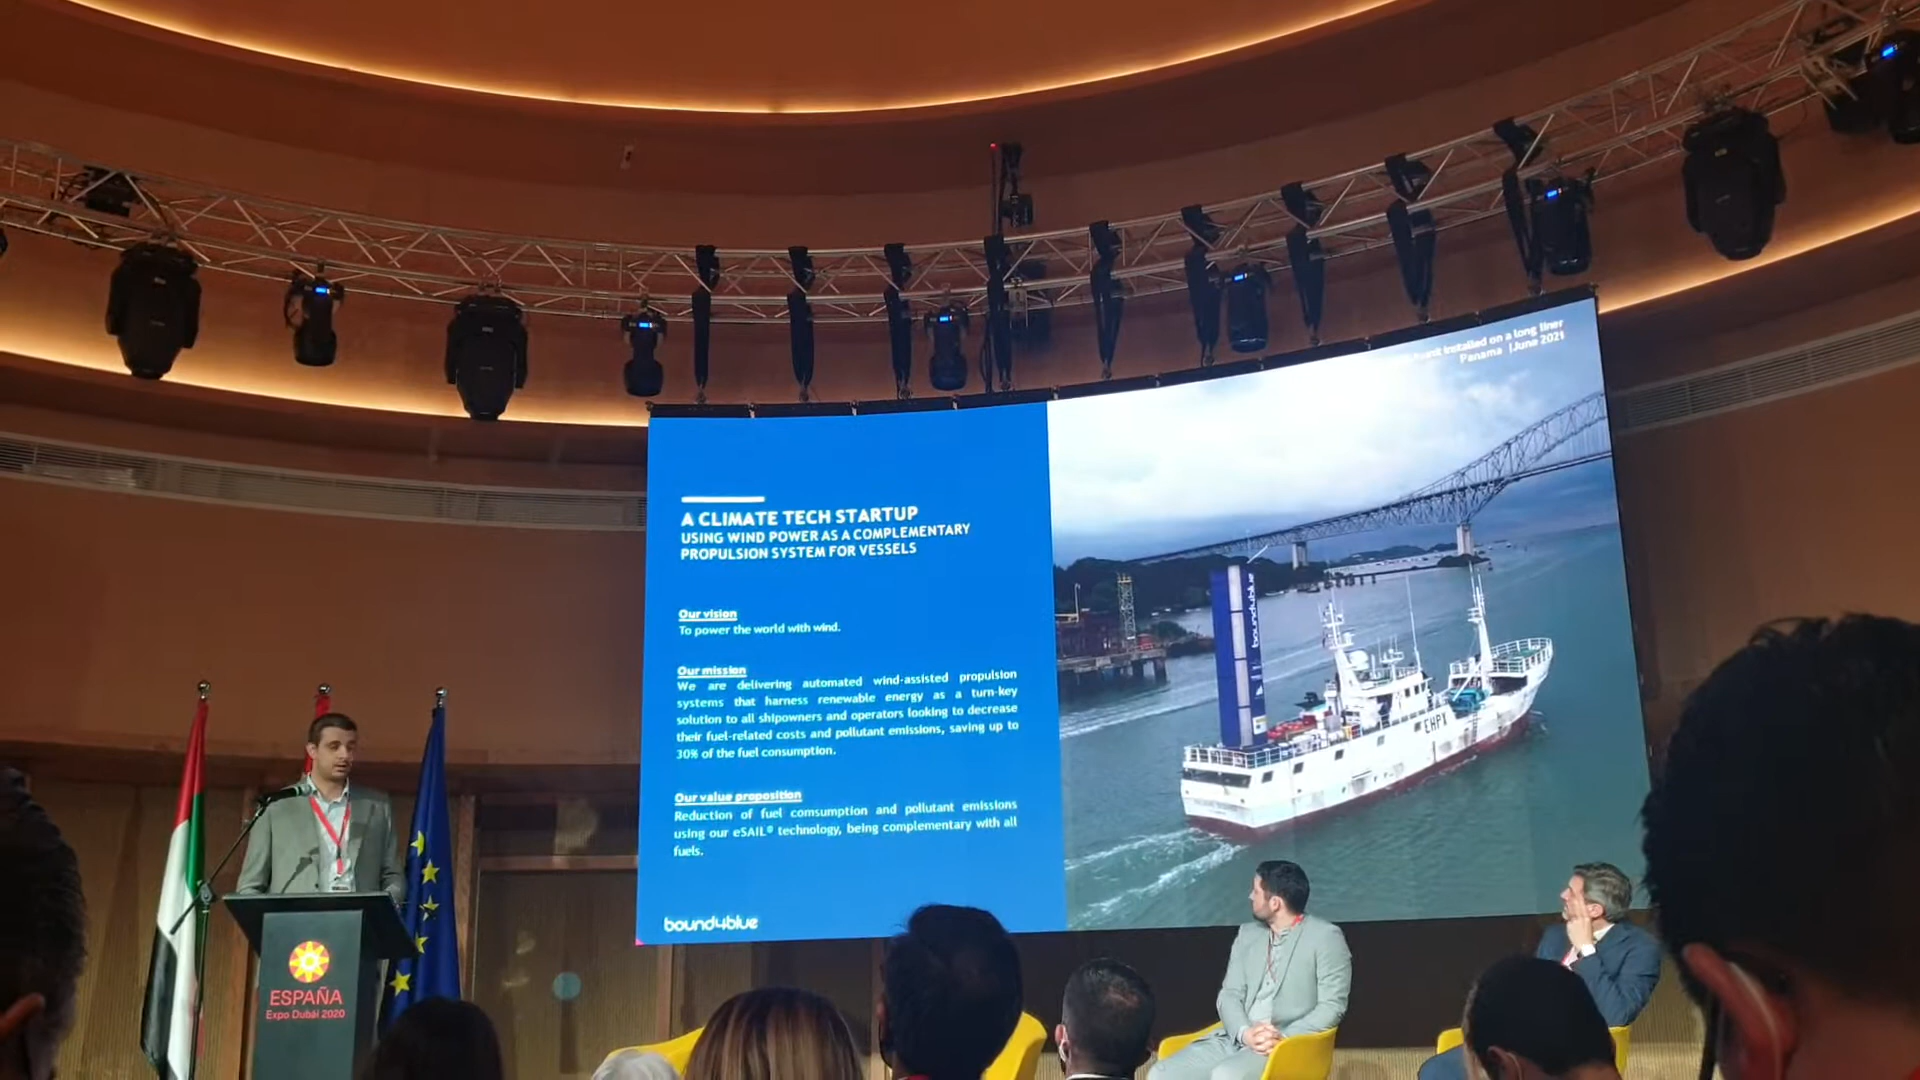 installed on a long liner
Panama | June 2021
A CLIMATE TECH STARTUP
USING WIND POWER AS A COMPLEMENTARY
PROPULSION SYSTEM FOR VESSELS
Our vision
To power the world with wind.
Our mission
We are delivering automated wind-assisted propulsion
systems that harness renewable energy as a turn-key
solution to all shipowners and operators looking to decrease
their fuel-related costs and pollutant emissions, saving up to
30% of the fuel consumption.
Our value proposition
Reduction of fuel comsumption and pollutant emissions
using our eSAIL® technology, being complementary with all
fuels.
bound4blue
bound4blue
EHPX
ESPAÑA
Expo Dubái 2020